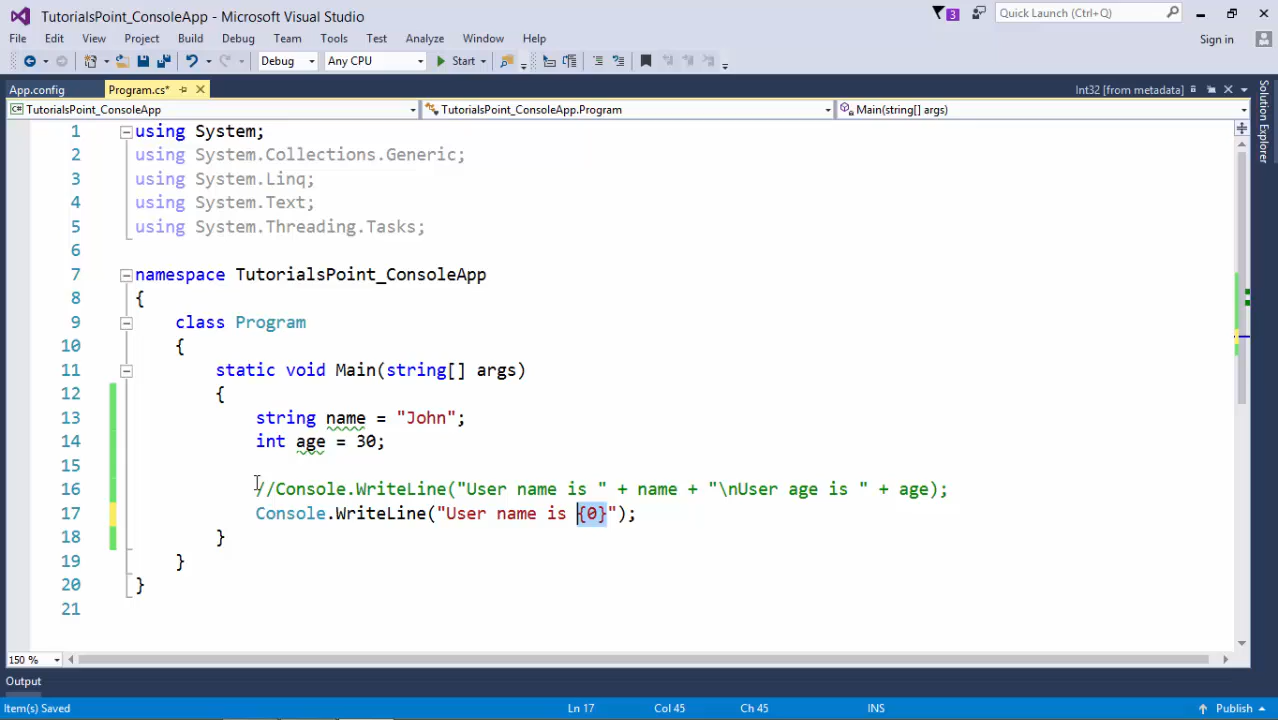 TutorialsPoint_ConsoleApp - Microsoft Visual Studio
3
Quick Launch (Ctrl+Q)
File Edit View Project Build Debug Team Tools Test Analyze Window Help
Sign in
Debug Any CPU Start
App.config Program.cs* Int32 [from metadata]
TutorialsPoint_ConsoleApp TutorialsPoint_ConsoleApp.Program Main(string[] args)
Solution Explorer
1 using System;
2 using System.Collections.Generic;
3 using System.Linq;
4 using System.Text;
5 using System.Threading.Tasks;
6
7 namespace TutorialsPoint_ConsoleApp
8 {
9 class Program
10 {
11 static void Main(string[] args)
12 {
13 string name = "John";
14 int age = 30;
15
16 //Console.WriteLine("User name is " + name + "\nUser age is " + age);
17 Console.WriteLine("User name is {0}");
18 }
19 }
20 }
21
150 %
Output
Item(s) Saved Ln 17 Col 45 Ch 45 INS Publish